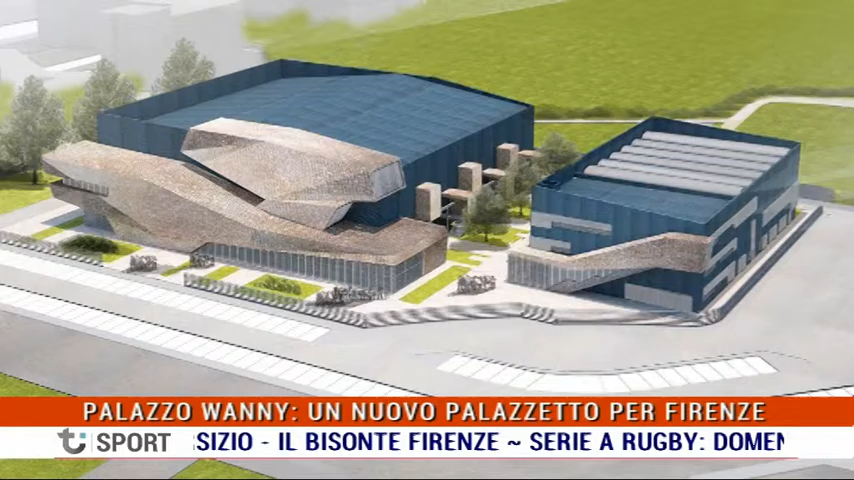 PALAZZO WANNY: UN NUOVO PALAZZETTO PER FIRENZE
SPORT SIZIO - IL BISONTE FIRENZE ~ SERIE A RUGBY: DOMEN